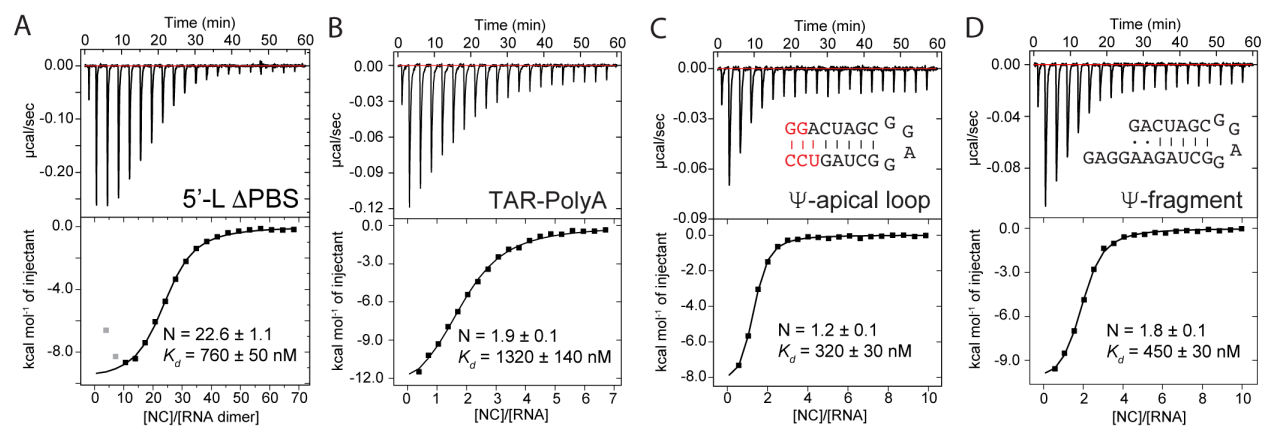 A
Time (min)
0 10 20 30 40 50 60
0.00
-0.10
-0.20
µcal/sec
5'-L ΔPBS
0.0
-4.0
-8.0
kcal mol⁻¹ of injectant
N = 22.6 ± 1.1
Kd = 760 ± 50 nM
0 10 20 30 40 50 60 70
[NC]/[RNA dimer]
B
Time (min)
0 10 20 30 40 50 60
0.00
-0.03
-0.06
-0.09
-0.12
µcal/sec
TAR-PolyA
0.0
-3.0
-6.0
-9.0
-12.0
kcal mol⁻¹ of injectant
N = 1.9 ± 0.1
Kd = 1320 ± 140 nM
0 1 2 3 4 5 6 7
[NC]/[RNA]
C
Time (min)
0 10 20 30 40 50 60
0.00
-0.03
-0.06
-0.09
µcal/sec
GGACUAGCG
G
A
CCUGAUCGG
Ψ-apical loop
0.0
-2.0
-4.0
-6.0
-8.0
kcal mol⁻¹ of injectant
N = 1.2 ± 0.1
Kd = 320 ± 30 nM
0 2 4 6 8 10
[NC]/[RNA]
D
Time (min)
0 10 20 30 40 50 60
0.00
-0.04
-0.08
µcal/sec
GACUAGCG
G
A
GAGGAAGAUCGG
Ψ-fragment
0.0
-3.0
-6.0
-9.0
kcal mol⁻¹ of injectant
N = 1.8 ± 0.1
Kd = 450 ± 30 nM
0 2 4 6 8 10
[NC]/[RNA]